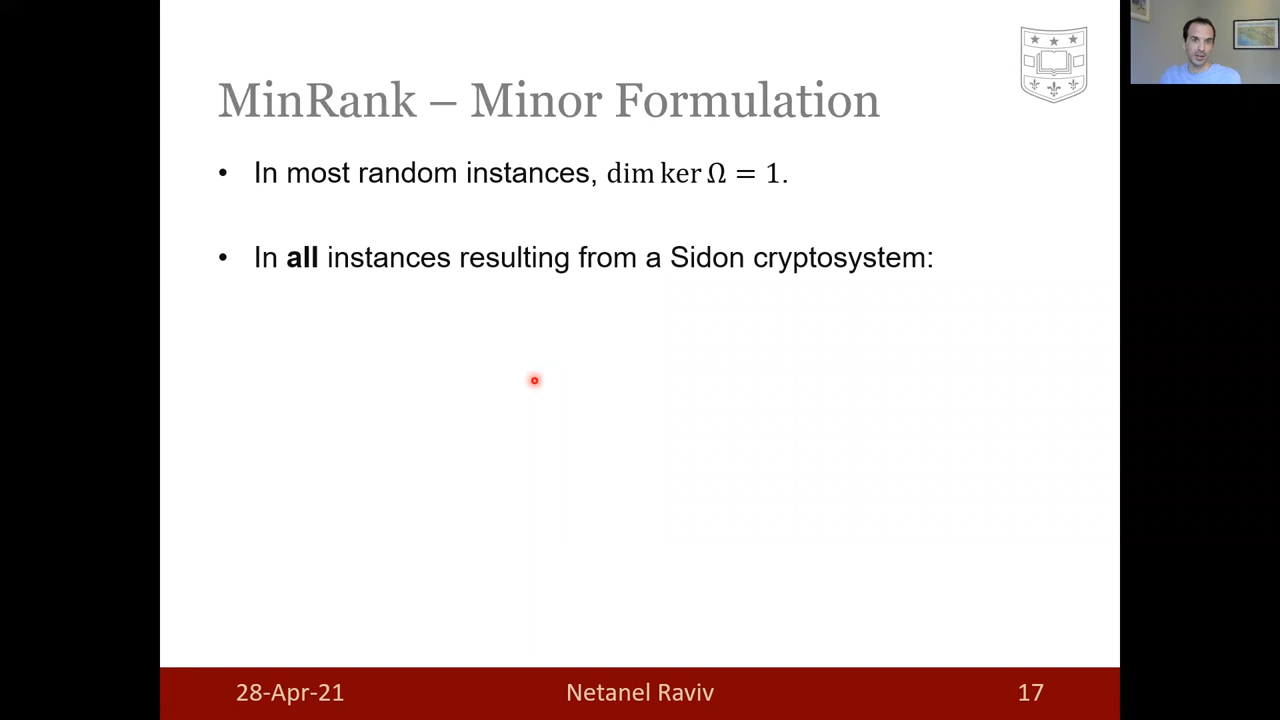 MinRank – Minor Formulation
• In most random instances, dim ker Ω = 1.
• In all instances resulting from a Sidon cryptosystem:
28-Apr-21 Netanel Raviv 17